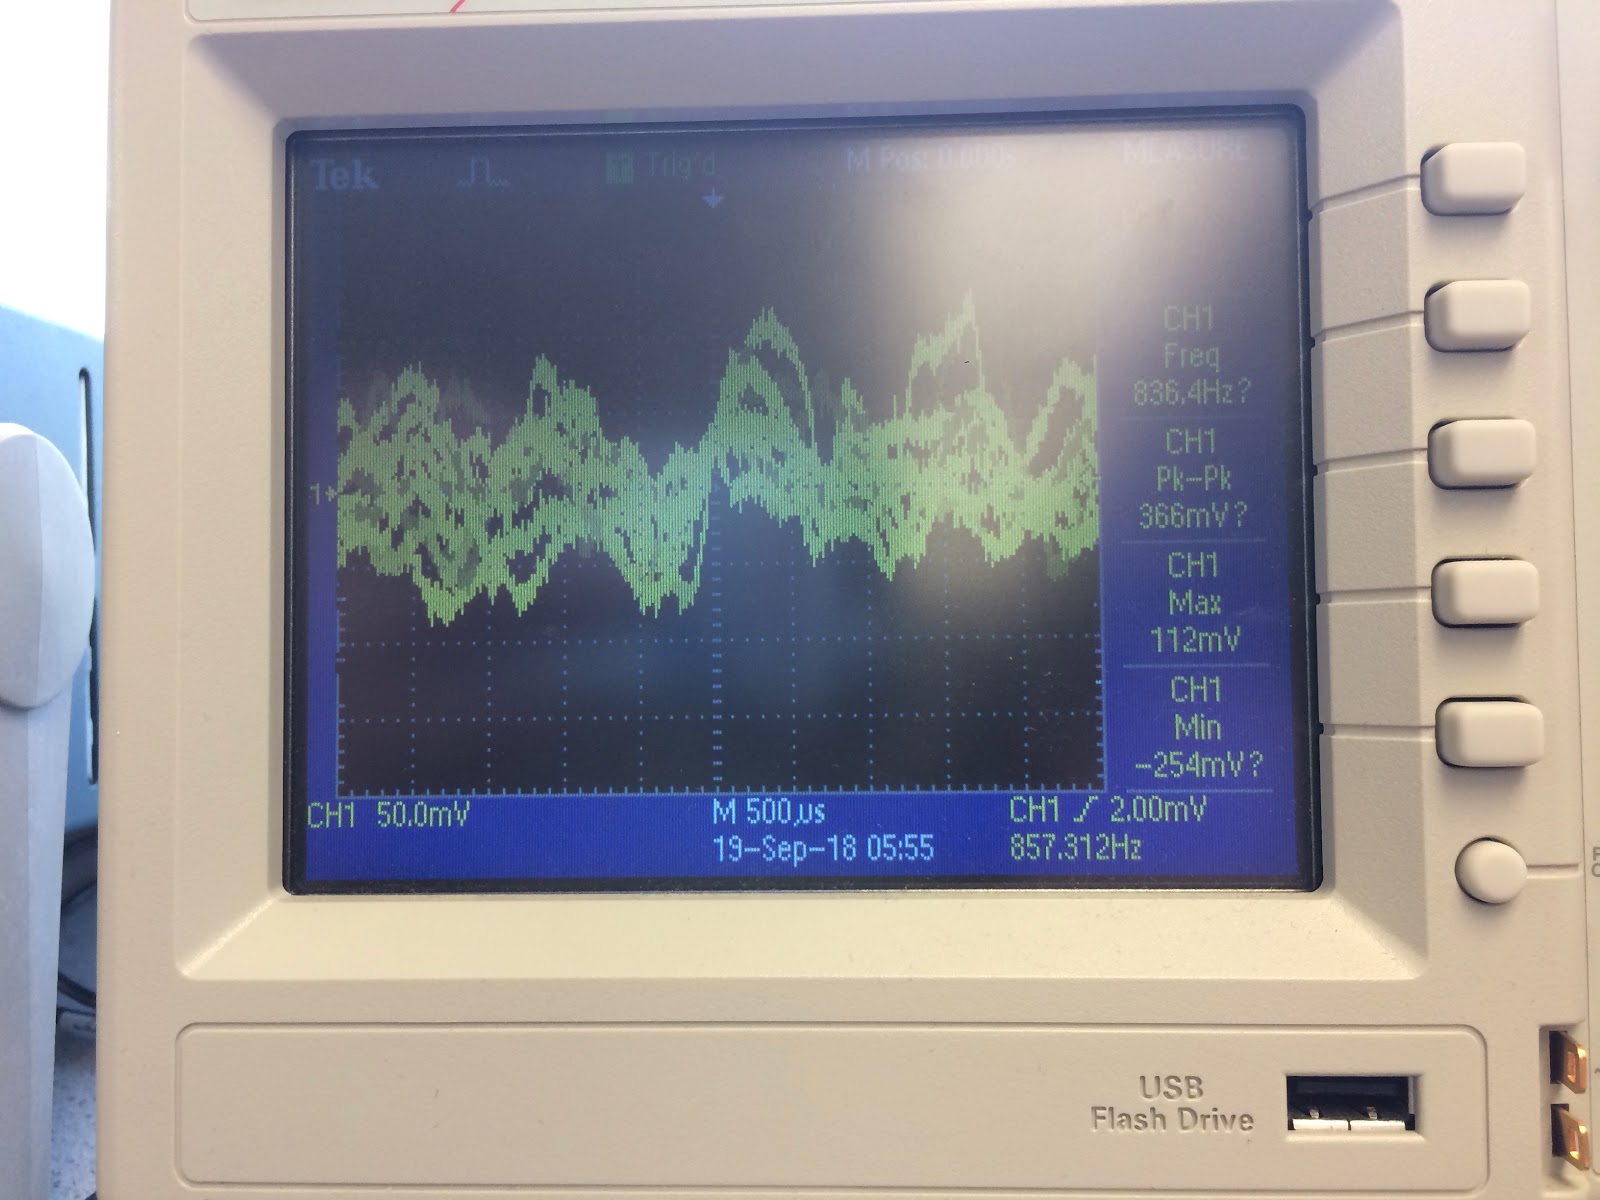 Tek T Trig'd M Pos: 0.000s MEASURE
CH1
Freq
836.4Hz?
CH1
Pk-Pk
366mV?
1
CH1
Max
112mV
CH1
Min
-254mV?
CH1 50.0mV M 500µs CH1 2.00mV
19-Sep-18 05:55 857.312Hz
USB
Flash Drive